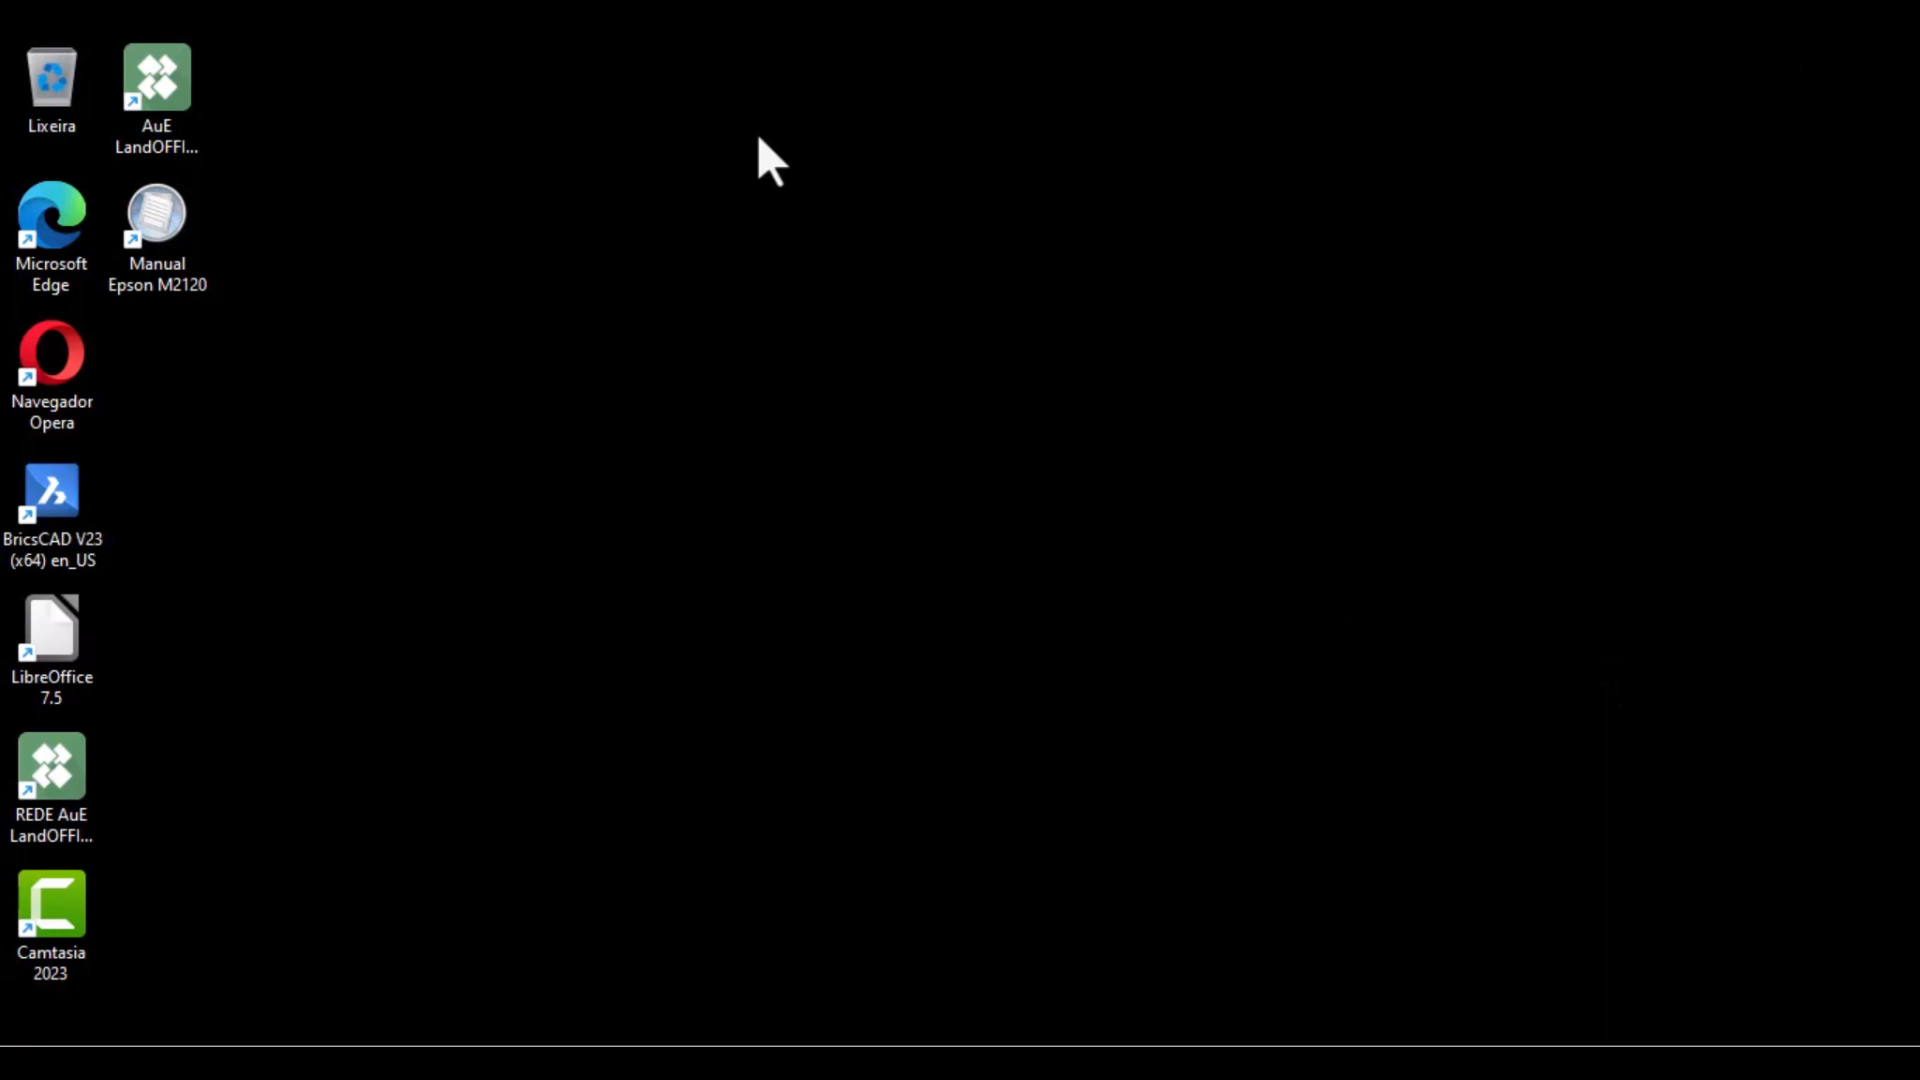 Lixeira
AuE
LandOFFI...
Microsoft
Edge
Manual
Epson M2120
Navegador
Opera
BricsCAD V23
(x64) en_US
LibreOffice
7.5
REDE AuE
LandOFFI...
Camtasia
2023